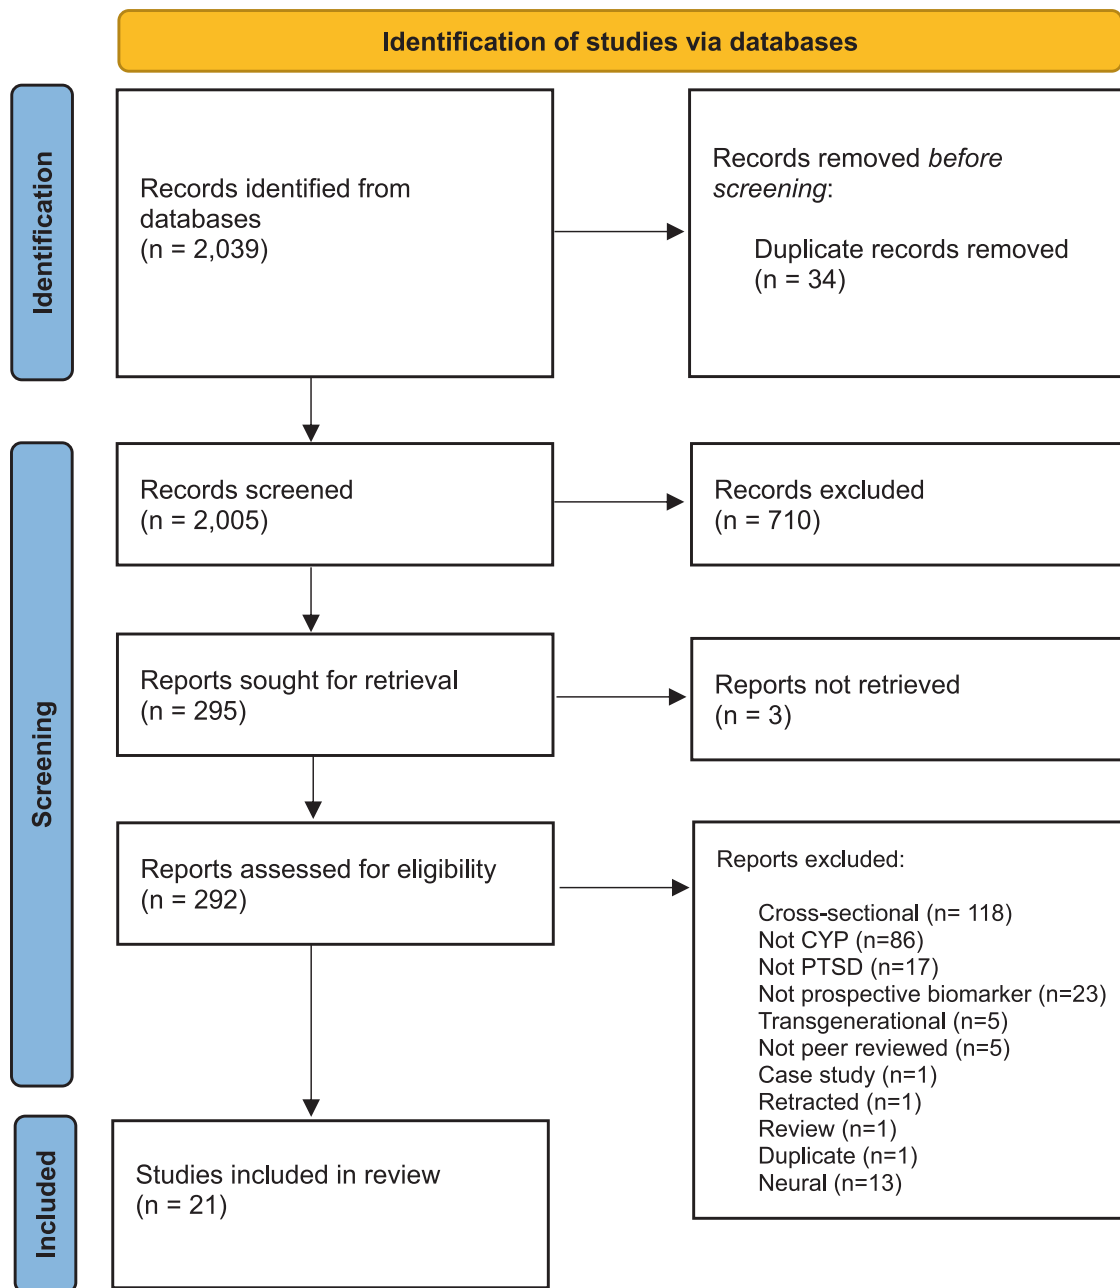 Identification of studies via databases
Identification
Records identified from
databases
(n = 2,039)
Records removed before
screening:
Duplicate records removed
(n = 34)
Screening
Records screened
(n = 2,005)
Records excluded
(n = 710)
Reports sought for retrieval
(n = 295)
Reports not retrieved
(n = 3)
Reports assessed for eligibility
(n = 292)
Reports excluded:
Cross-sectional (n= 118)
Not CYP (n=86)
Not PTSD (n=17)
Not prospective biomarker (n=23)
Transgenerational (n=5)
Not peer reviewed (n=5)
Case study (n=1)
Retracted (n=1)
Review (n=1)
Duplicate (n=1)
Neural (n=13)
Included
Studies included in review
(n = 21)